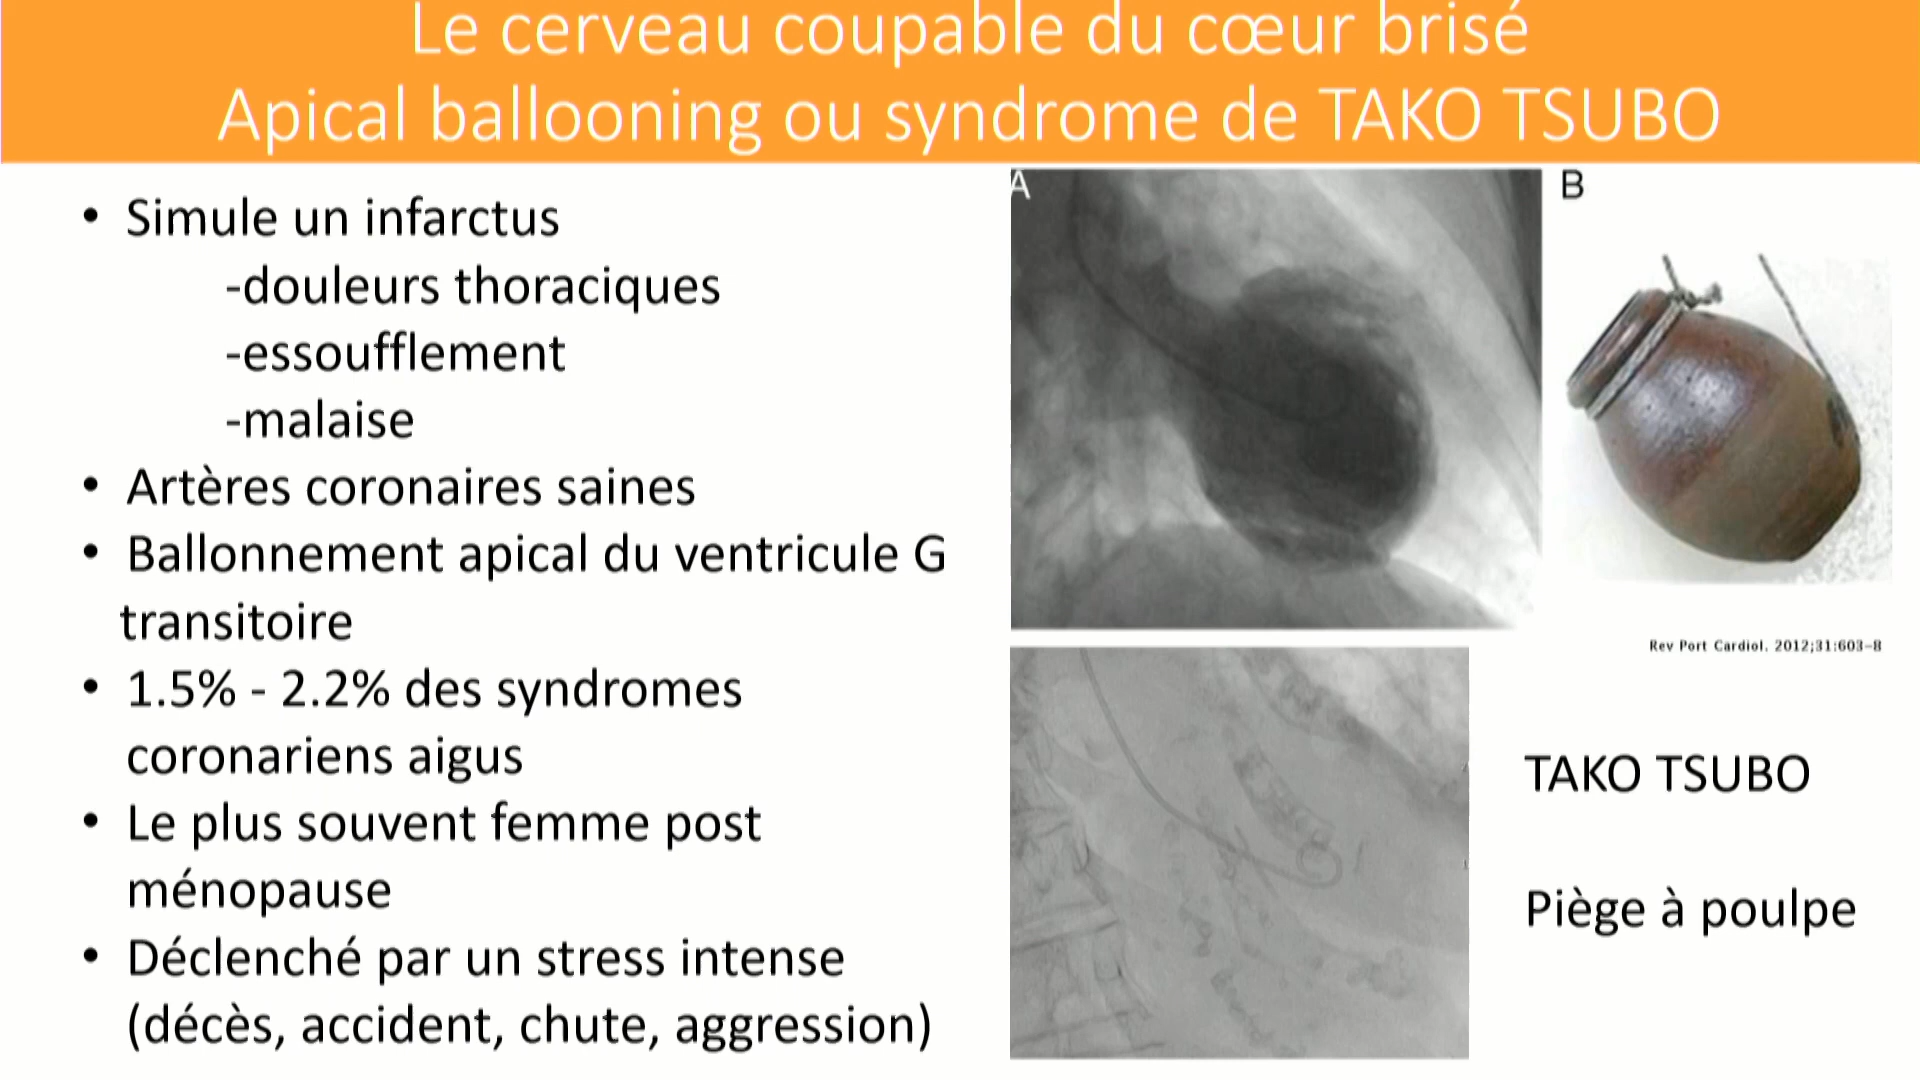 Le cerveau coupable du cœur brisé
Apical ballooning ou syndrome de TAKO TSUBO
• Simule un infarctus
-douleurs thoraciques
-essoufflement
-malaise
• Artères coronaires saines
• Ballonnement apical du ventricule G
transitoire
• 1.5% - 2.2% des syndromes
coronariens aigus
• Le plus souvent femme post
ménopause
• Déclenché par un stress intense
(décès, accident, chute, aggression)
A
B
Rev Port Cardiol. 2012;31:603-8
TAKO TSUBO
Piège à poulpe